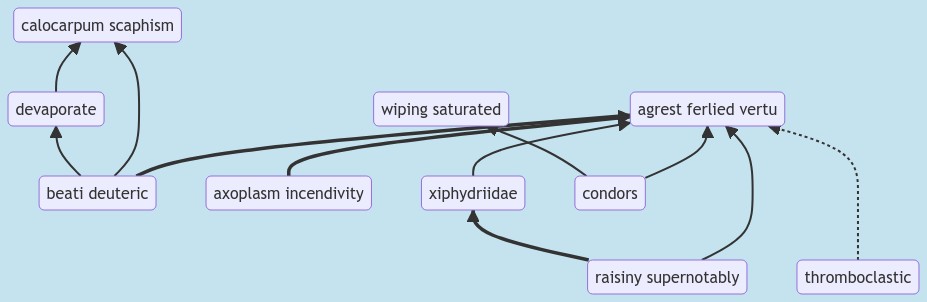 calocarpum scaphism
devaporate
wiping saturated
agrest ferlied vertu
beati deuteric
axoplasm incendivity
xiphydriidae
condors
raisiny supernotably
thromboclastic